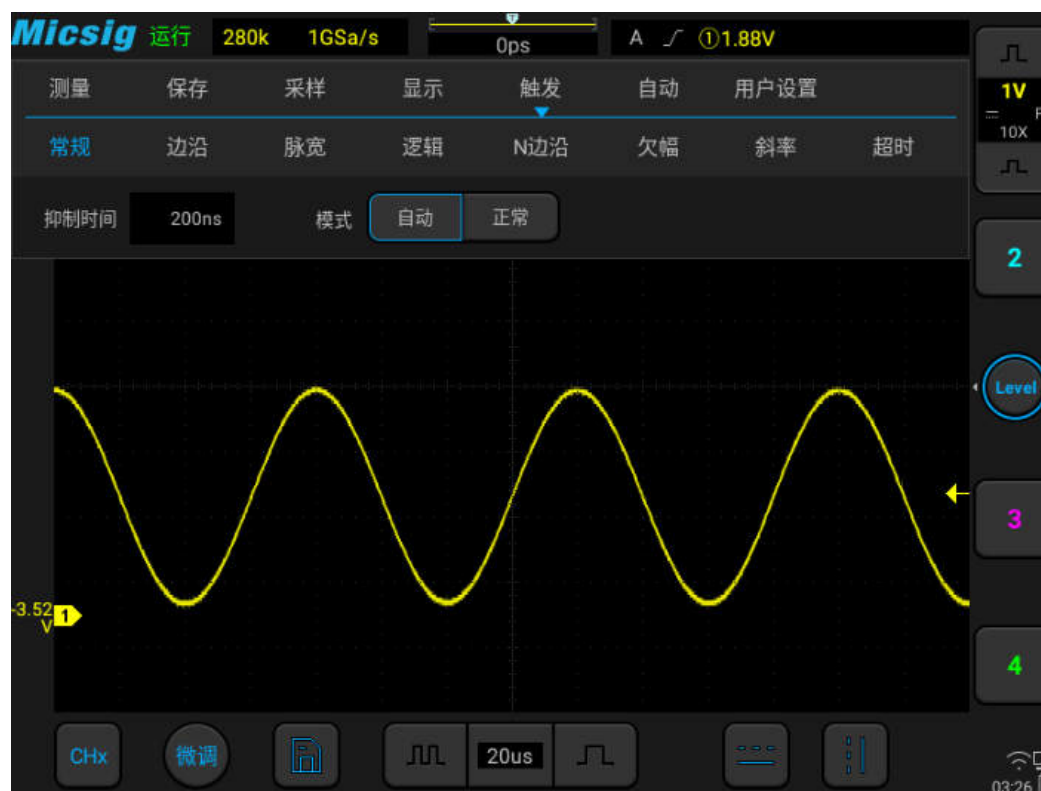 Micsig 运行 280k 1GSa/s T 0ps A ①1.88V
测量 保存 采样 显示 触发 自动 用户设置
1V
10X
常规 边沿 脉宽 逻辑 N边沿 欠幅 斜率 超时
抑制时间 200ns 模式 自动 正常
2
Level
3
-3.52 1
V
4
CHx 微调 20us
03:26